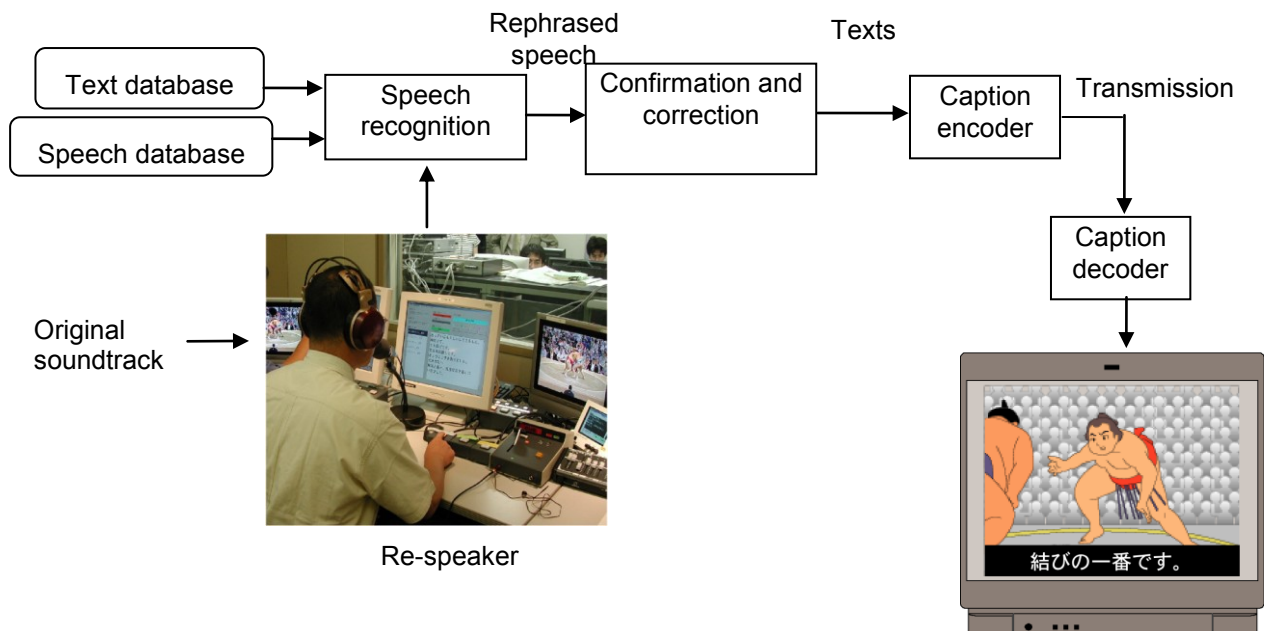 Rephrased
speech
Texts
Text database
Speech database
Speech
recognition
Confirmation and
correction
Caption
encoder
Transmission
Caption
decoder
Original
soundtrack
Re-speaker
結びの一番です。